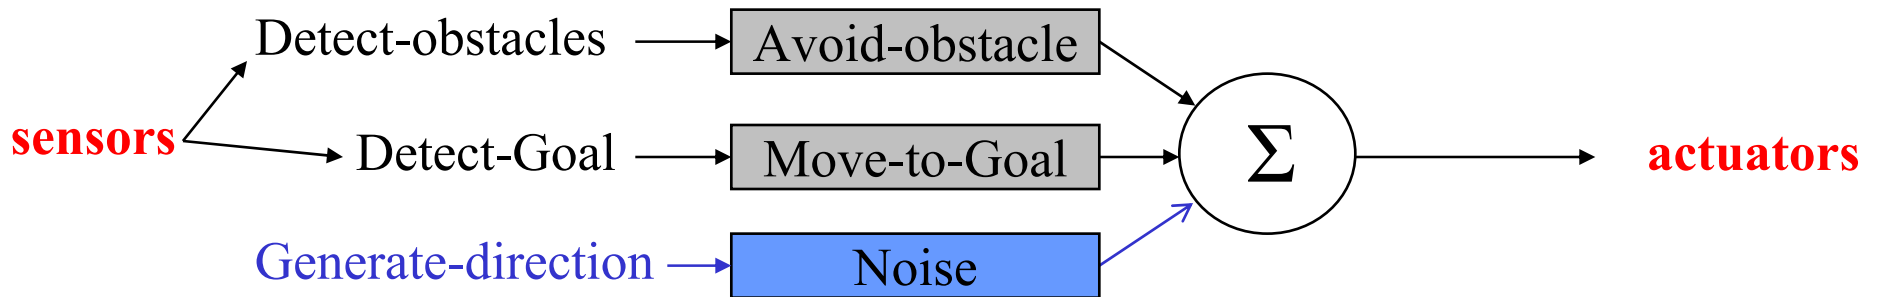 Detect-obstacles
Avoid-obstacle
sensors
Detect-Goal
Move-to-Goal
Σ
actuators
Generate-direction
Noise